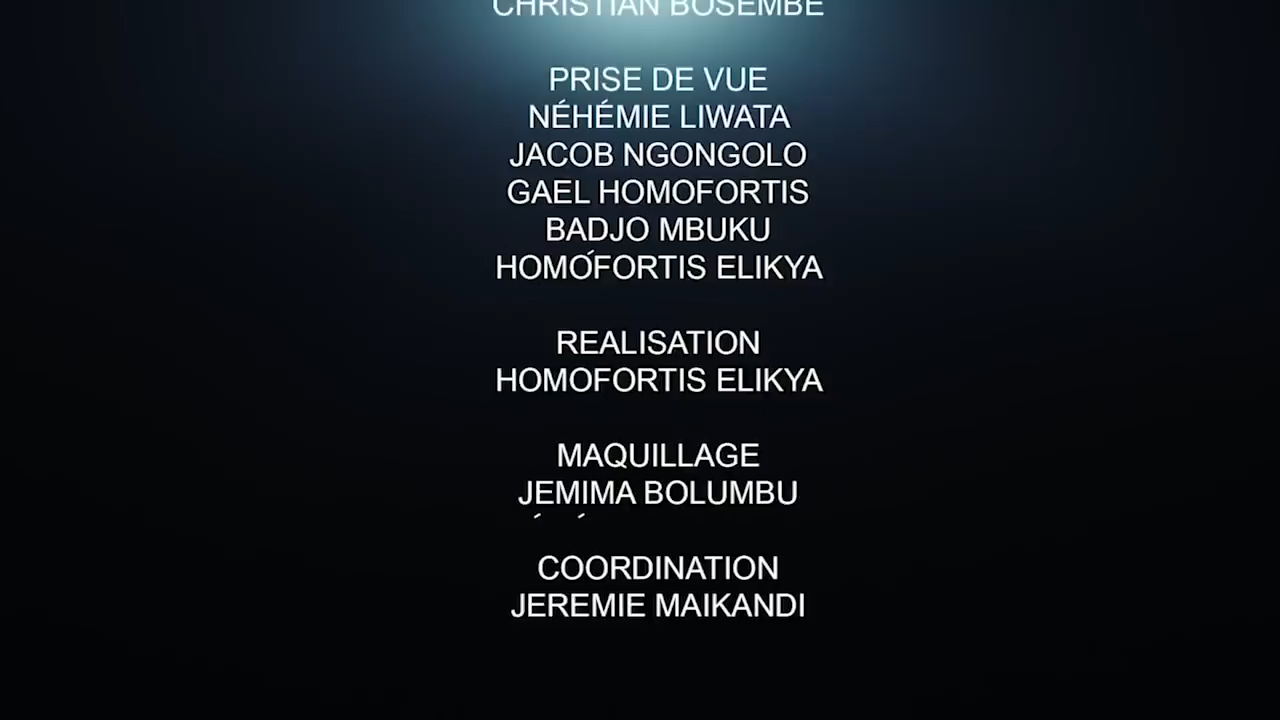 CHRISTIAN BOSEMBE
PRISE DE VUE
NÉHÉMIE LIWATA
JACOB NGONGOLO
GAEL HOMOFORTIS
BADJO MBUKU
HOMOFORTIS ELIKYA
REALISATION
HOMOFORTIS ELIKYA
MAQUILLAGE
JEMIMA BOLUMBU
COORDINATION
JEREMIE MAIKANDI